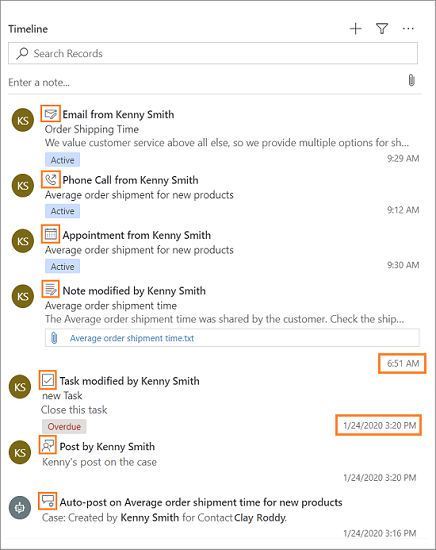 Timeline
Search Records
Enter a note...
KS
Email from Kenny Smith
Order Shipping Time
We value customer service above all else, so we provide multiple options for sh...
Active
9:29 AM
KS
Phone Call from Kenny Smith
Average order shipment for new products
Active
9:12 AM
KS
Appointment from Kenny Smith
Average order shipment for new products
Active
9:30 AM
KS
Note modified by Kenny Smith
Average order shipment time
The Average order shipment time was shared by the customer. Check the ship...
Average order shipment time.txt
6:51 AM
KS
Task modified by Kenny Smith
new Task
Close this task
Overdue
1/24/2020 3:20 PM
KS
Post by Kenny Smith
Kenny's post on the case
1/24/2020 3:20 PM
Auto-post on Average order shipment time for new products
Case: Created by Kenny Smith for Contact Clay Roddy.
1/24/2020 3:16 PM